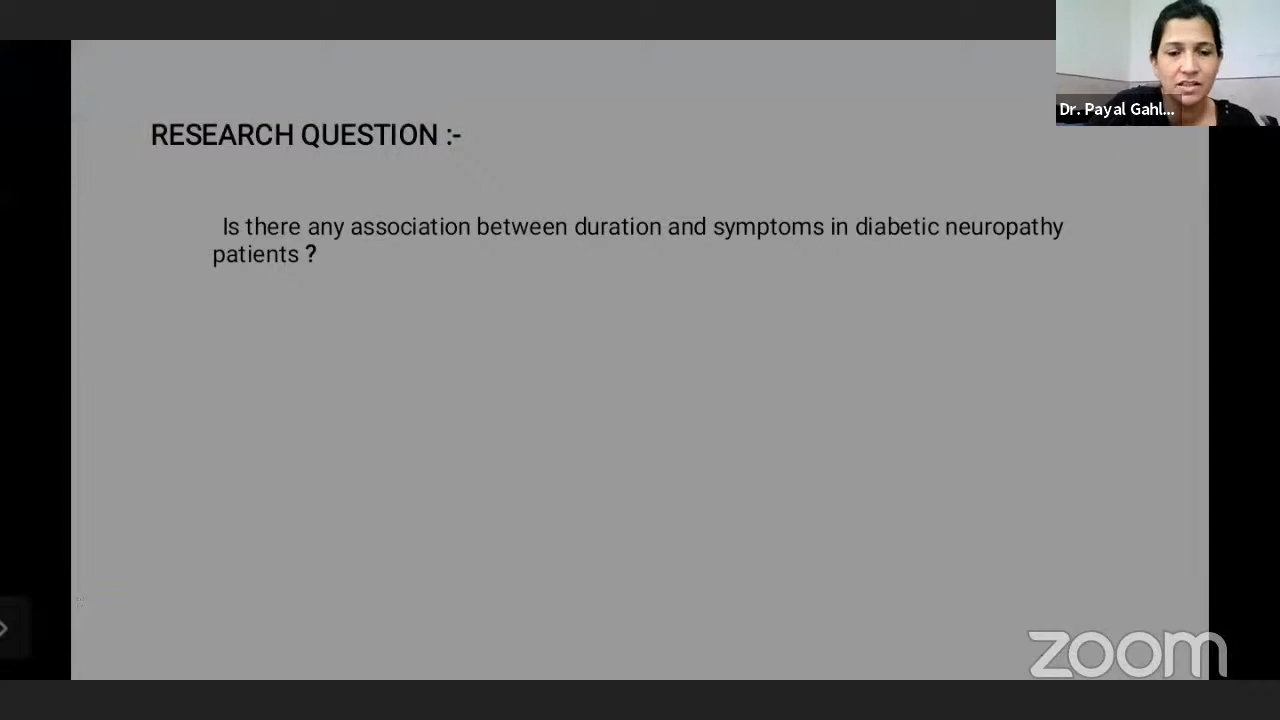 Dr. Payal Gahl...
RESEARCH QUESTION :-
Is there any association between duration and symptoms in diabetic neuropathy
patients ?
zoom